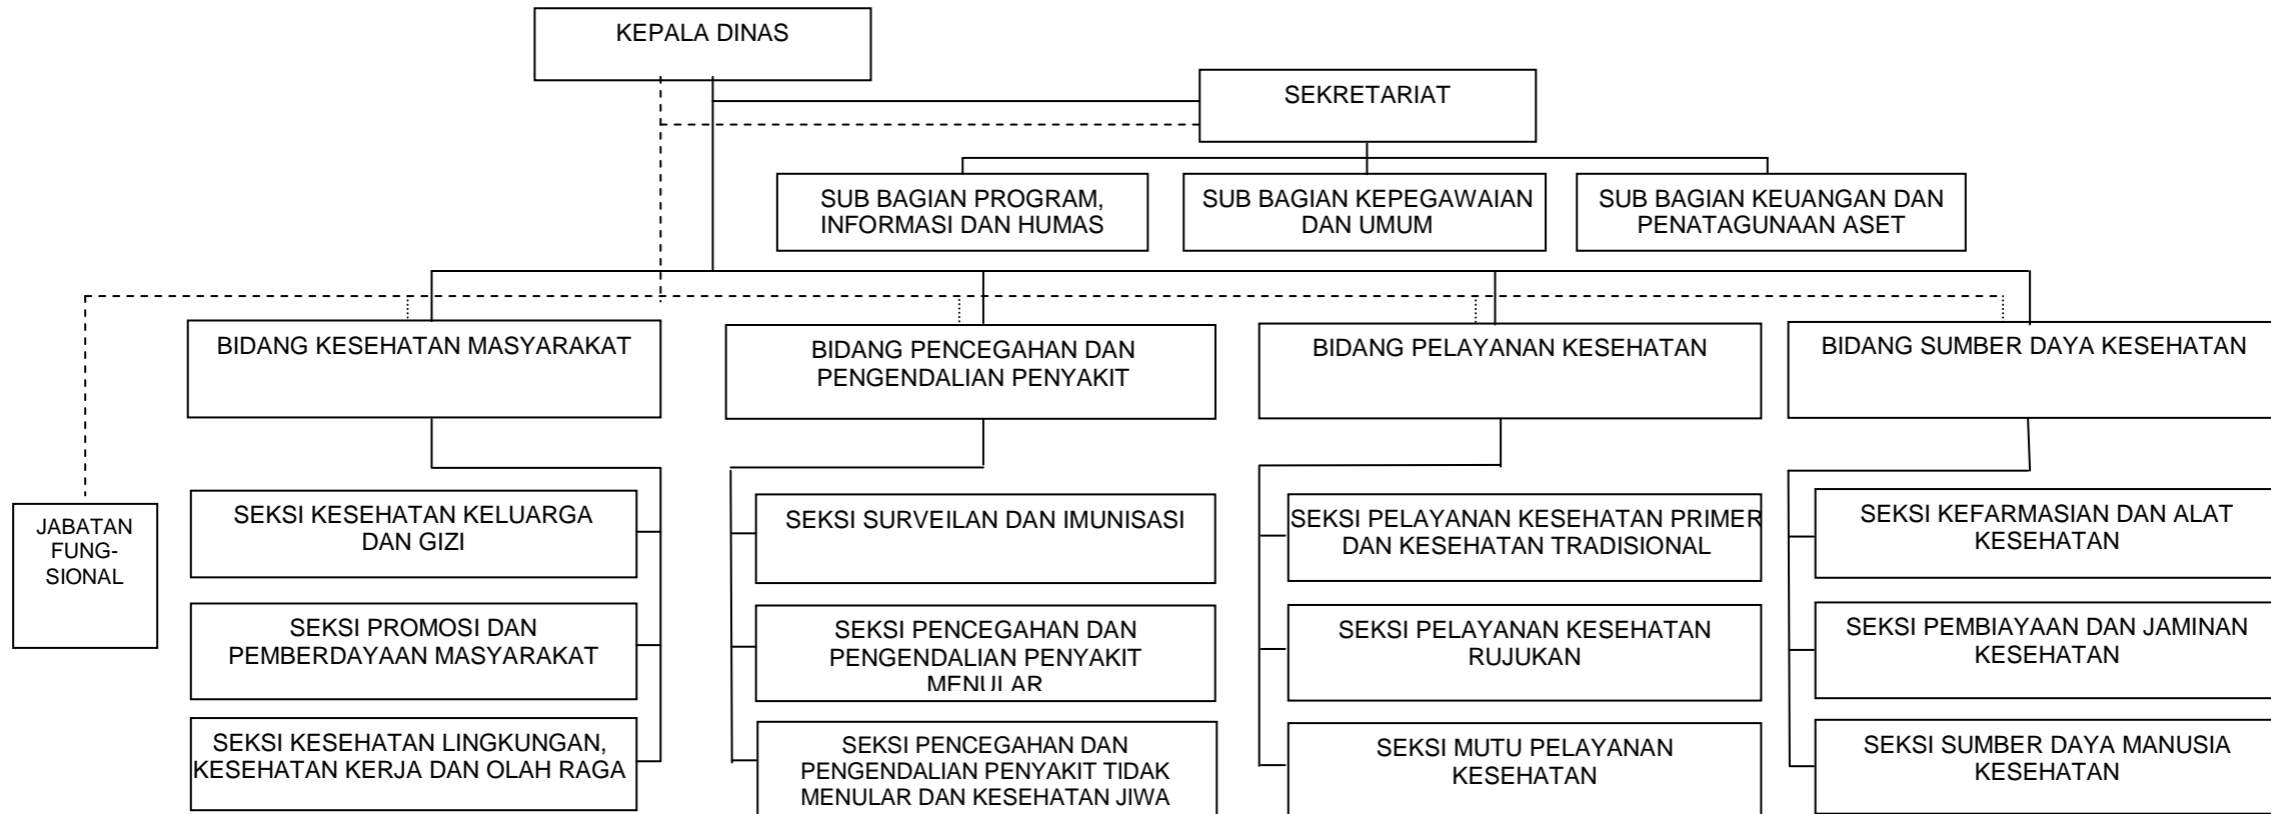 KEPALA DINAS
SEKRETARIAT
SUB BAGIAN PROGRAM,
INFORMASI DAN HUMAS
SUB BAGIAN KEPEGAWAIAN
DAN UMUM
SUB BAGIAN KEUANGAN DAN
PENATAGUNAAN ASET
BIDANG KESEHATAN MASYARAKAT
BIDANG PENCEGAHAN DAN
PENGENDALIAN PENYAKIT
BIDANG PELAYANAN KESEHATAN
BIDANG SUMBER DAYA KESEHATAN
JABATAN
FUNG-
SIONAL
SEKSI KESEHATAN KELUARGA
DAN GIZI
SEKSI PROMOSI DAN
PEMBERDAYAAN MASYARAKAT
SEKSI KESEHATAN LINGKUNGAN,
KESEHATAN KERJA DAN OLAH RAGA
SEKSI SURVEILAN DAN IMUNISASI
SEKSI PENCEGAHAN DAN
PENGENDALIAN PENYAKIT
MENULAR
SEKSI PENCEGAHAN DAN
PENGENDALIAN PENYAKIT TIDAK
MENULAR DAN KESEHATAN JIWA
SEKSI PELAYANAN KESEHATAN PRIMER
DAN KESEHATAN TRADISIONAL
SEKSI PELAYANAN KESEHATAN
RUJUKAN
SEKSI MUTU PELAYANAN
KESEHATAN
SEKSI KEFARMASIAN DAN ALAT
KESEHATAN
SEKSI PEMBIAYAAN DAN JAMINAN
KESEHATAN
SEKSI SUMBER DAYA MANUSIA
KESEHATAN